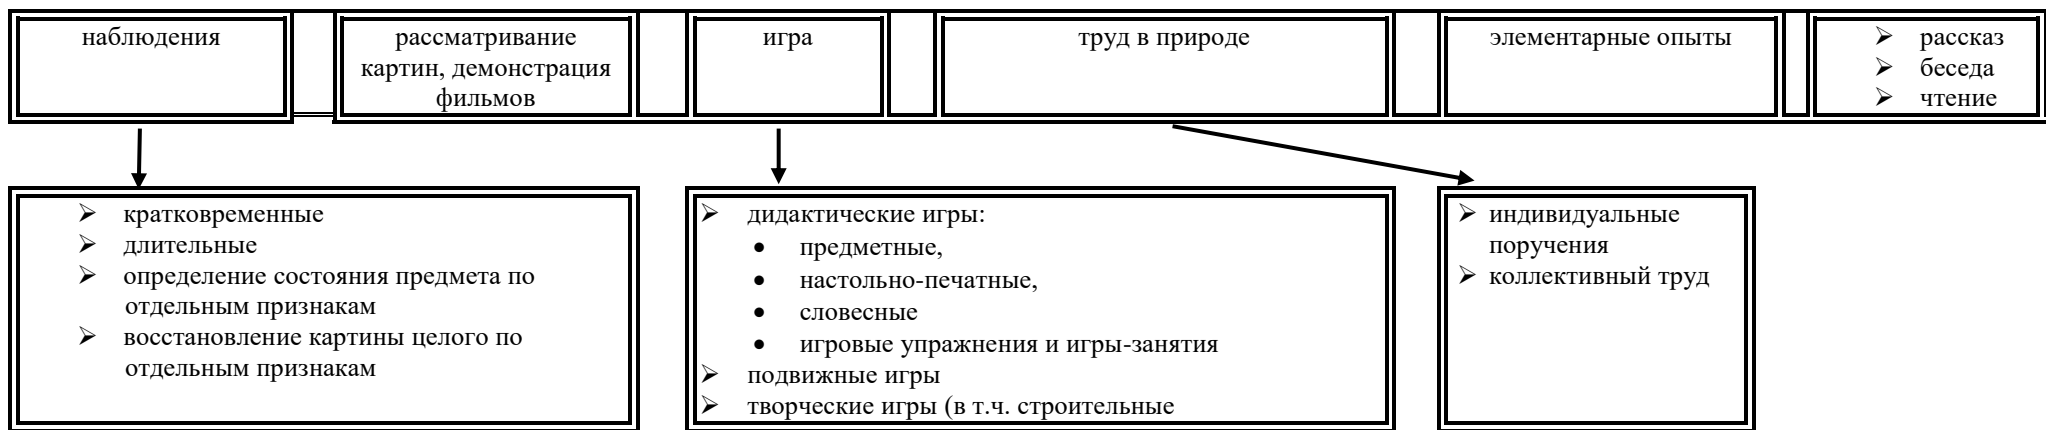 наблюдения
рассматривание
картин, демонстрация
фильмов
игра
труд в природе
элементарные опыты
➢ рассказ
➢ беседа
➢ чтение
➢ кратковременные
➢ длительные
➢ определение состояния предмета по
отдельным признакам
➢ восстановление картины целого по
отдельным признакам
➢ дидактические игры:
• предметные,
• настольно-печатные,
• словесные
• игровые упражнения и игры-занятия
➢ подвижные игры
➢ творческие игры (в т.ч. строительные
➢ индивидуальные
поручения
➢ коллективный труд